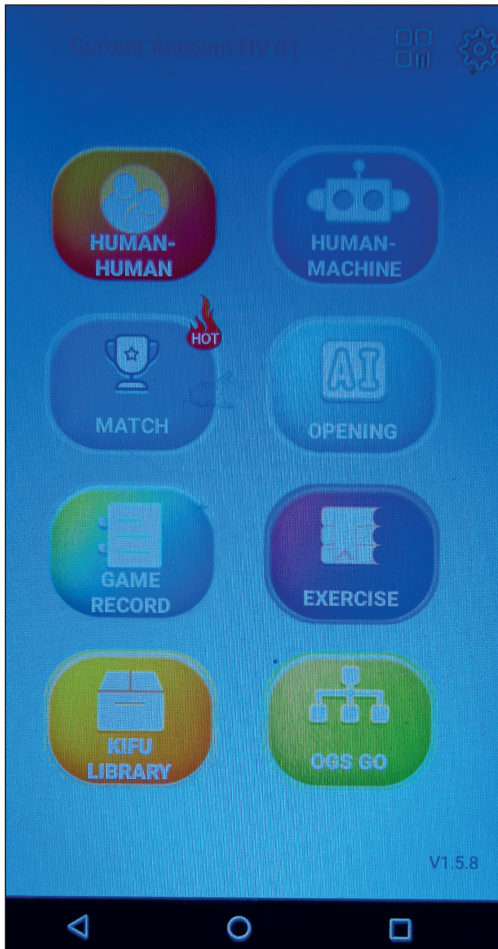 Current Account HV 01
HUMAN-
HUMAN
HUMAN-
MACHINE
HOT
MATCH
AI
OPENING
GAME
RECORD
EXERCISE
KIFU
LIBRARY
OGS GO
V1.5.8